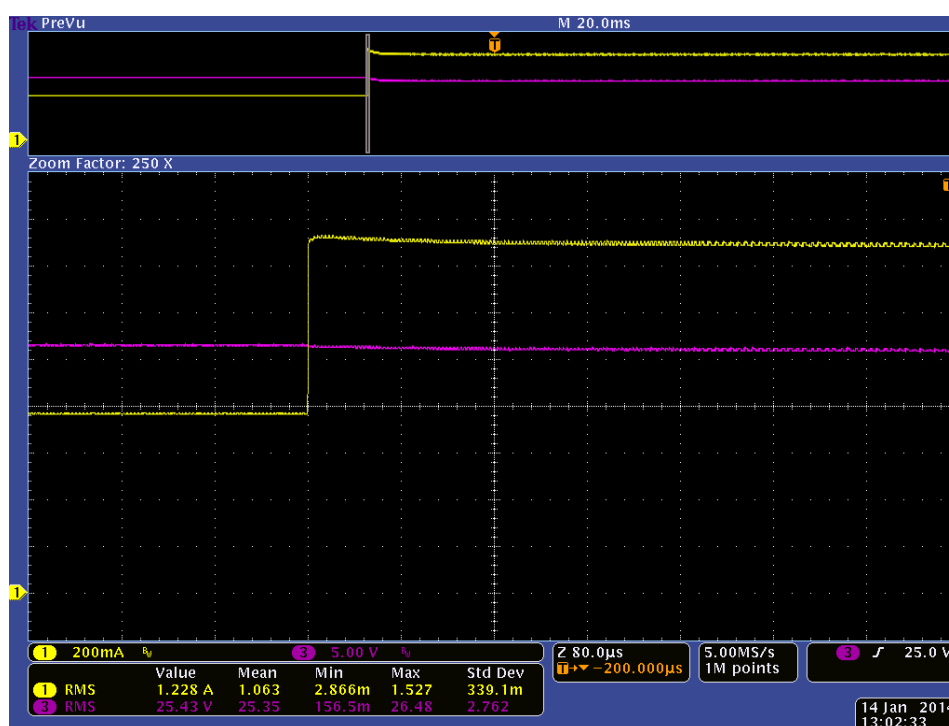 Tek PreVu M 20.0ms
T
1
Zoom Factor: 250 X
1
1 200mA Bw 3 5.00 V Bw
Z 80.0µs
T→▼ −200.000µs
5.00MS/s
1M points
3 25.0 V
Value Mean Min Max Std Dev
1 RMS 1.228 A 1.063 2.866m 1.527 339.1m
3 RMS 25.43 V 25.35 156.5m 26.48 2.762
14 Jan 201
13:02:33